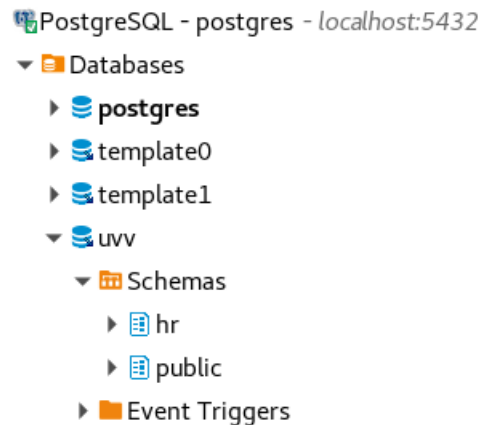 PostgreSQL - postgres - localhost:5432
Databases
postgres
template0
template1
uvv
Schemas
hr
public
Event Triggers